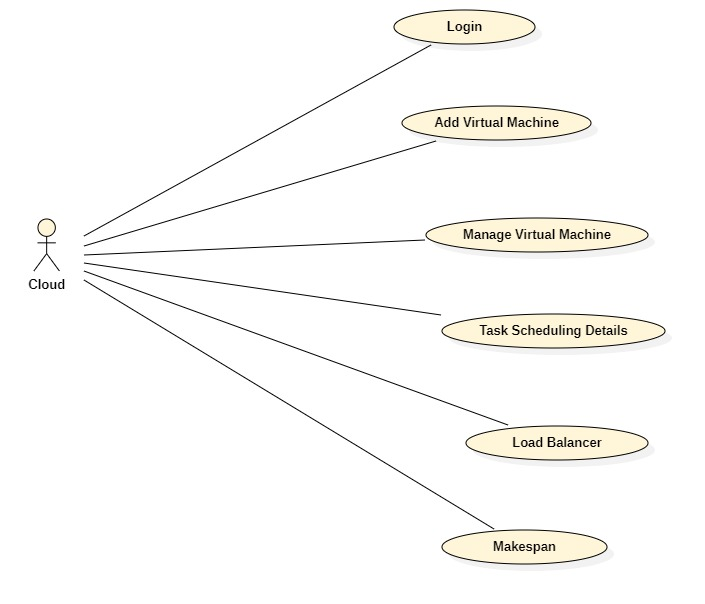 Login
Add Virtual Machine
Manage Virtual Machine
Cloud
Task Scheduling Details
Load Balancer
Makespan